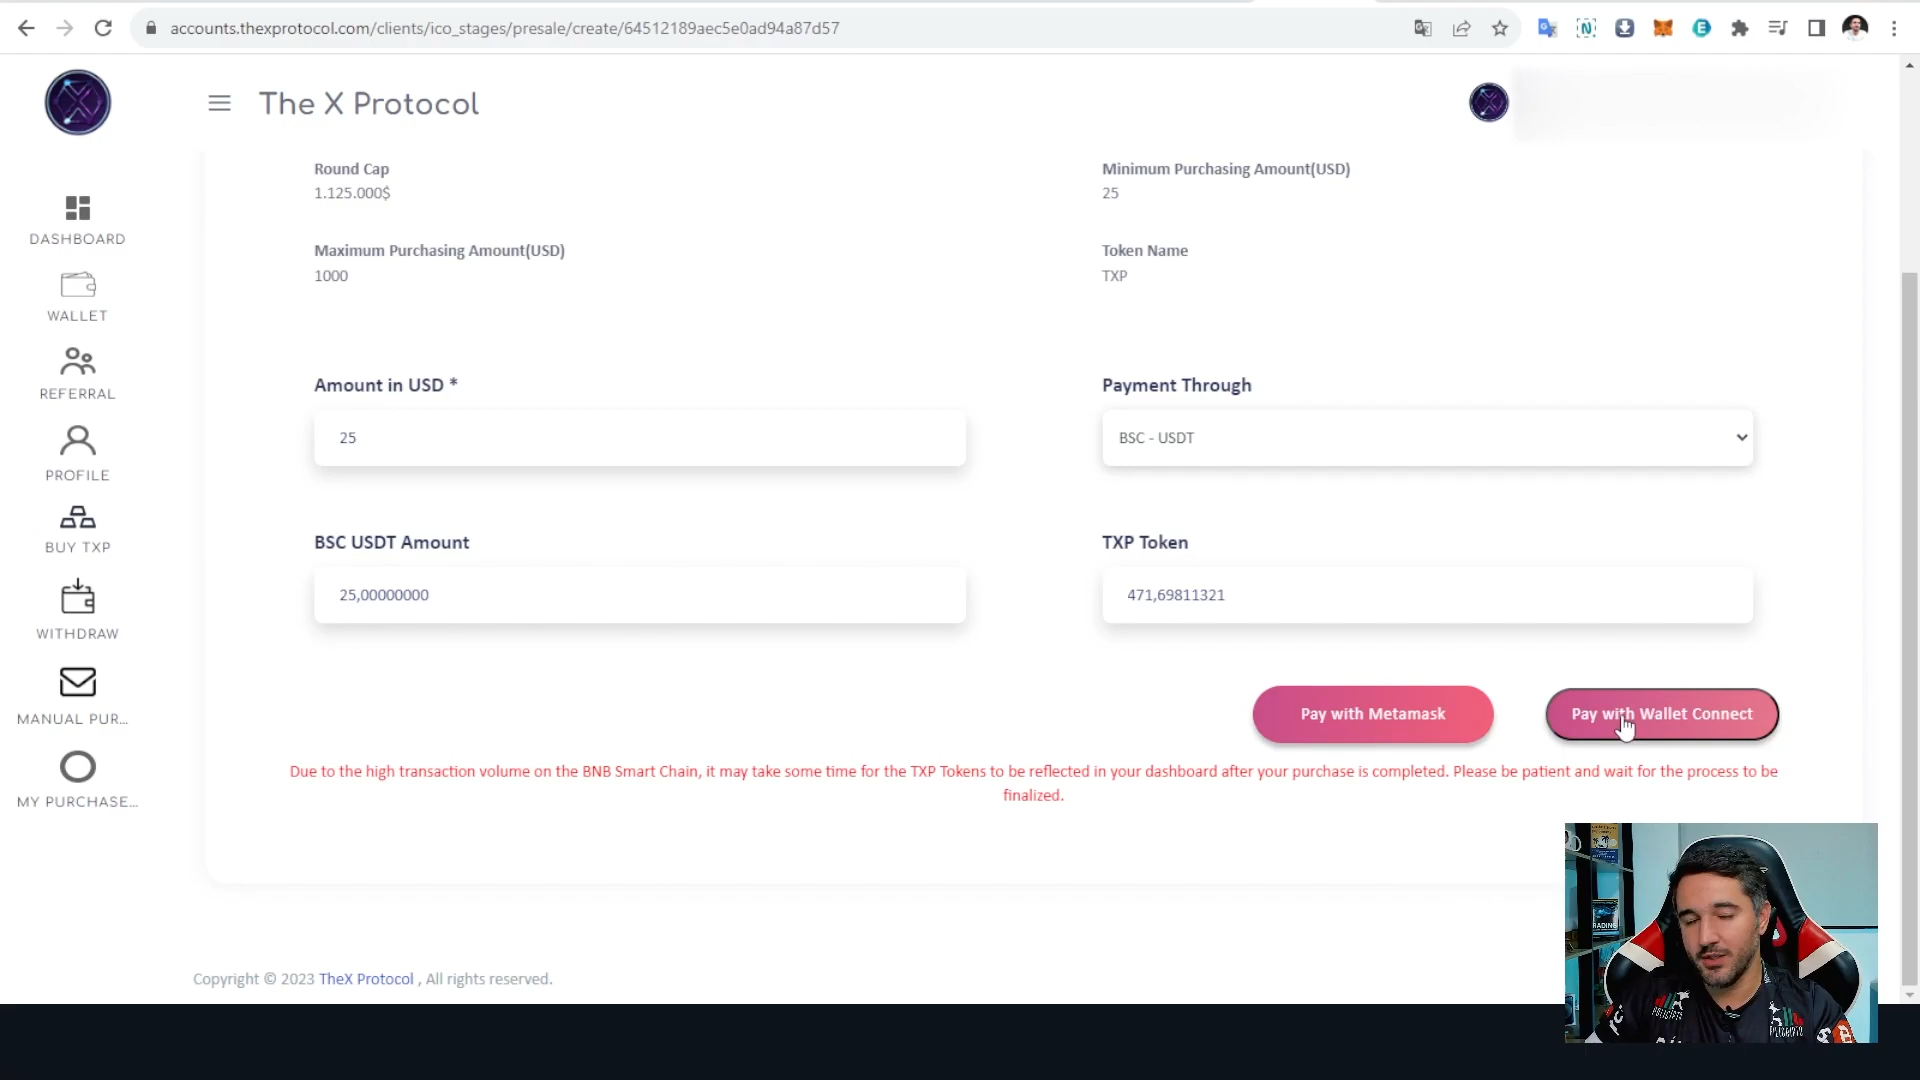 accounts.thexprotocol.com/clients/ico_stages/presale/create/64512189aec5e0ad94a87d57
The X Protocol
Round Cap
1.125.000$
Minimum Purchasing Amount(USD)
25
Maximum Purchasing Amount(USD)
1000
Token Name
TXP
DASHBOARD
WALLET
REFERRAL
PROFILE
BUY TXP
WITHDRAW
MANUAL PUR...
MY PURCHASE...
Amount in USD *
25
Payment Through
BSC - USDT
BSC USDT Amount
25,00000000
TXP Token
471,69811321
Pay with Metamask
Pay with Wallet Connect
Due to the high transaction volume on the BNB Smart Chain, it may take some time for the TXP Tokens to be reflected in your dashboard after your purchase is completed. Please be patient and wait for the process to be
finalized.
Copyright © 2023 TheX Protocol , All rights reserved.